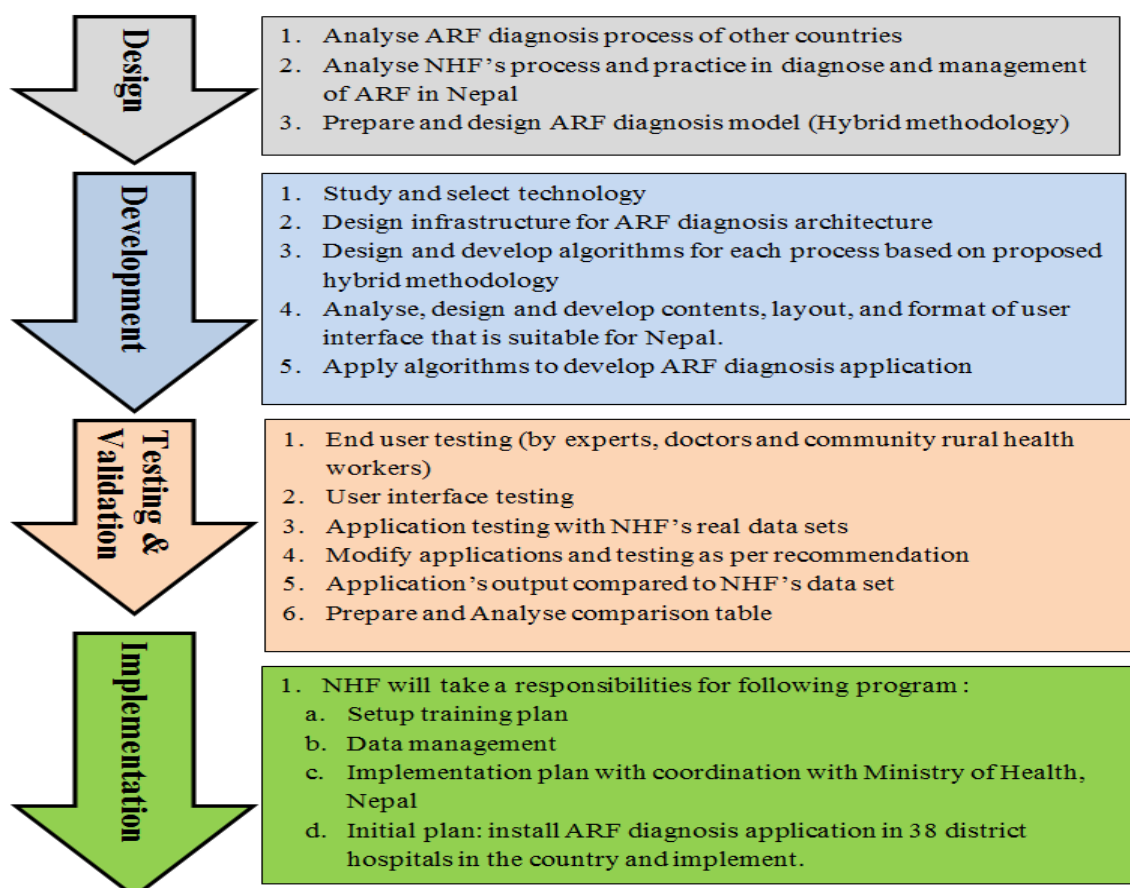 Design
1. Analyse ARF diagnosis process of other countries
2. Analyse NHF's process and practice in diagnose and management
of ARF in Nepal
3. Prepare and design ARF diagnosis model (Hybrid methodology)
Development
1. Study and select technology
2. Design infrastructure for ARF diagnosis architecture
3. Design and develop algorithms for each process based on proposed
hybrid methodology
4. Analyse, design and develop contents, layout, and format of user
interface that is suitable for Nepal.
5. Apply algorithms to develop ARF diagnosis application
Testing &
Validation
1. End user testing (by experts, doctors and community rural health
workers)
2. User interface testing
3. Application testing with NHF's real data sets
4. Modify applications and testing as per recommendation
5. Application's output compared to NHF's data set
6. Prepare and Analyse comparison table
Implementation
1. NHF will take a responsibilities for following program :
a. Setup training plan
b. Data management
c. Implementation plan with coordination with Ministry of Health,
Nepal
d. Initial plan: install ARF diagnosis application in 38 district
hospitals in the country and implement.